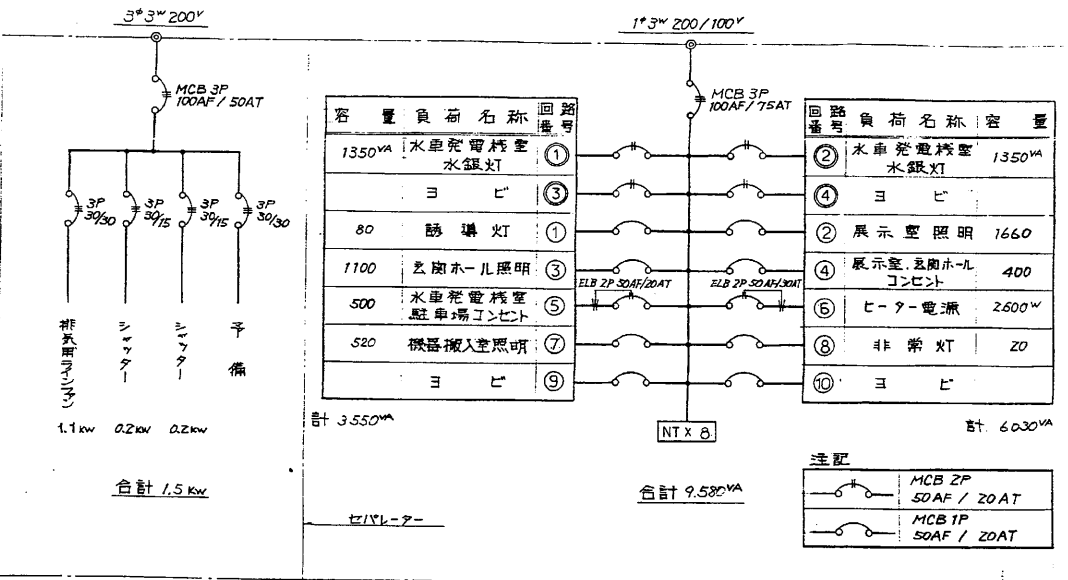 3φ3W 200V
MCB 3P
100AF/50AT
3P
30/30
3P
30/15
3P
30/15
3P
30/30
排気用ラインファン
シャッター
シャッター
予備
1.1kW
0.2kW
0.2kW
合計 1.5kW
セパレーター
1φ3W 200/100V
MCB 3P
100AF/75AT
容量 負荷名称 回路番号
1350VA 水車発電機室 ①
水銀灯
ヨビ ③
80 誘導灯 ①
1100 玄関ホール照明 ③
500 水車発電機室 ⑤
駐車場コンセント
520 機器搬入室照明 ⑦
ヨビ ⑨
計 3550VA
ELB 2P 50AF/20AT
ELB 2P 50AF/30AT
NT×8
回路番号 負荷名称 容量
② 水車発電機室 1350VA
水銀灯
④ ヨビ
② 展示室照明 1660
④ 展示室.玄関ホール 400
コンセント
⑥ ヒーター電源 2600W
⑧ 非常灯 20
⑩ ヨビ
計. 6030VA
合計 9.580VA
注記
MCB 2P
50AF / 20AT
MCB 1P
50AF / 20AT